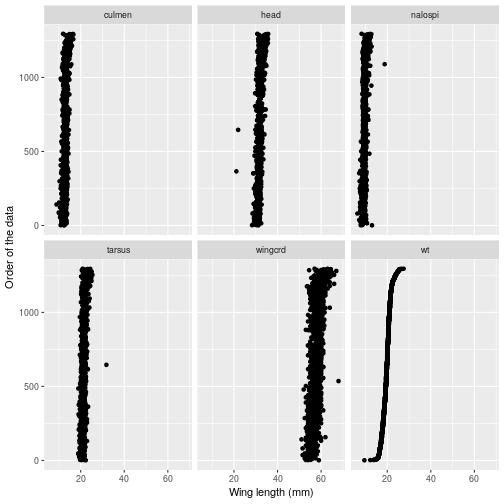 culmen head nalospi
1000
500
0
tarsus wingcrd wt
1000
500
0
20 40 60 20 40 60 20 40 60
Wing length (mm)
Order of the data